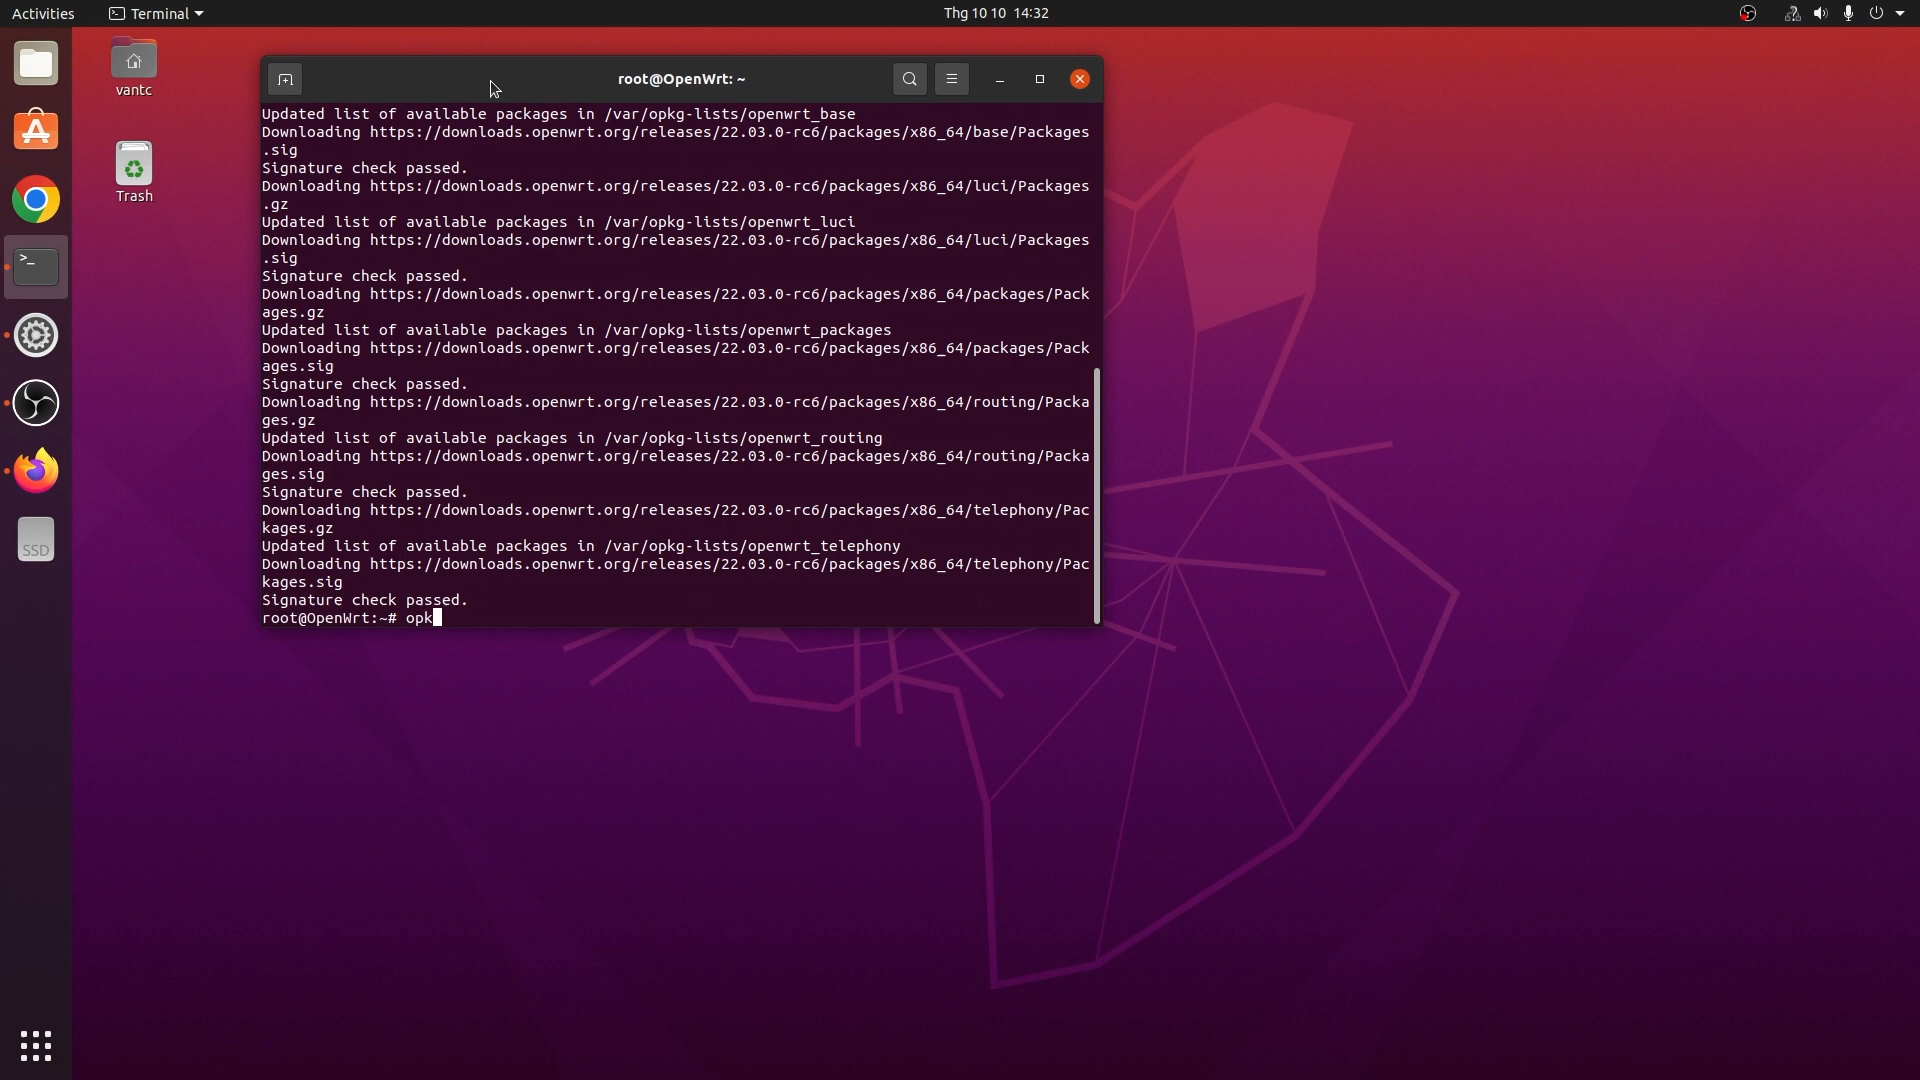 Activities
Terminal
Thg 10 10 14:32
vantc
Trash
root@OpenWrt: ~
Updated list of available packages in /var/opkg-lists/openwrt_base
Downloading https://downloads.openwrt.org/releases/22.03.0-rc6/packages/x86_64/base/Packages
.sig
Signature check passed.
Downloading https://downloads.openwrt.org/releases/22.03.0-rc6/packages/x86_64/luci/Packages
.gz
Updated list of available packages in /var/opkg-lists/openwrt_luci
Downloading https://downloads.openwrt.org/releases/22.03.0-rc6/packages/x86_64/luci/Packages
.sig
Signature check passed.
Downloading https://downloads.openwrt.org/releases/22.03.0-rc6/packages/x86_64/packages/Pack
ages.gz
Updated list of available packages in /var/opkg-lists/openwrt_packages
Downloading https://downloads.openwrt.org/releases/22.03.0-rc6/packages/x86_64/packages/Pack
ages.sig
Signature check passed.
Downloading https://downloads.openwrt.org/releases/22.03.0-rc6/packages/x86_64/routing/Packa
ges.gz
Updated list of available packages in /var/opkg-lists/openwrt_routing
Downloading https://downloads.openwrt.org/releases/22.03.0-rc6/packages/x86_64/routing/Packa
ges.sig
Signature check passed.
Downloading https://downloads.openwrt.org/releases/22.03.0-rc6/packages/x86_64/telephony/Pac
kages.gz
Updated list of available packages in /var/opkg-lists/openwrt_telephony
Downloading https://downloads.openwrt.org/releases/22.03.0-rc6/packages/x86_64/telephony/Pac
kages.sig
Signature check passed.
root@OpenWrt:~# opk
SSD